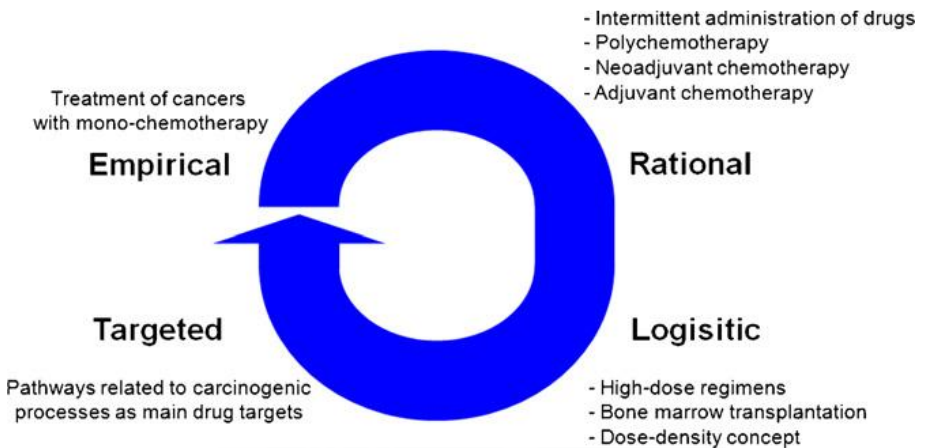 Treatment of cancers
with mono-chemotherapy
Empirical
- Intermittent administration of drugs
- Polychemotherapy
- Neoadjuvant chemotherapy
- Adjuvant chemotherapy
Rational
Targeted
Pathways related to carcinogenic
processes as main drug targets
Logisitic
- High-dose regimens
- Bone marrow transplantation
- Dose-density concept